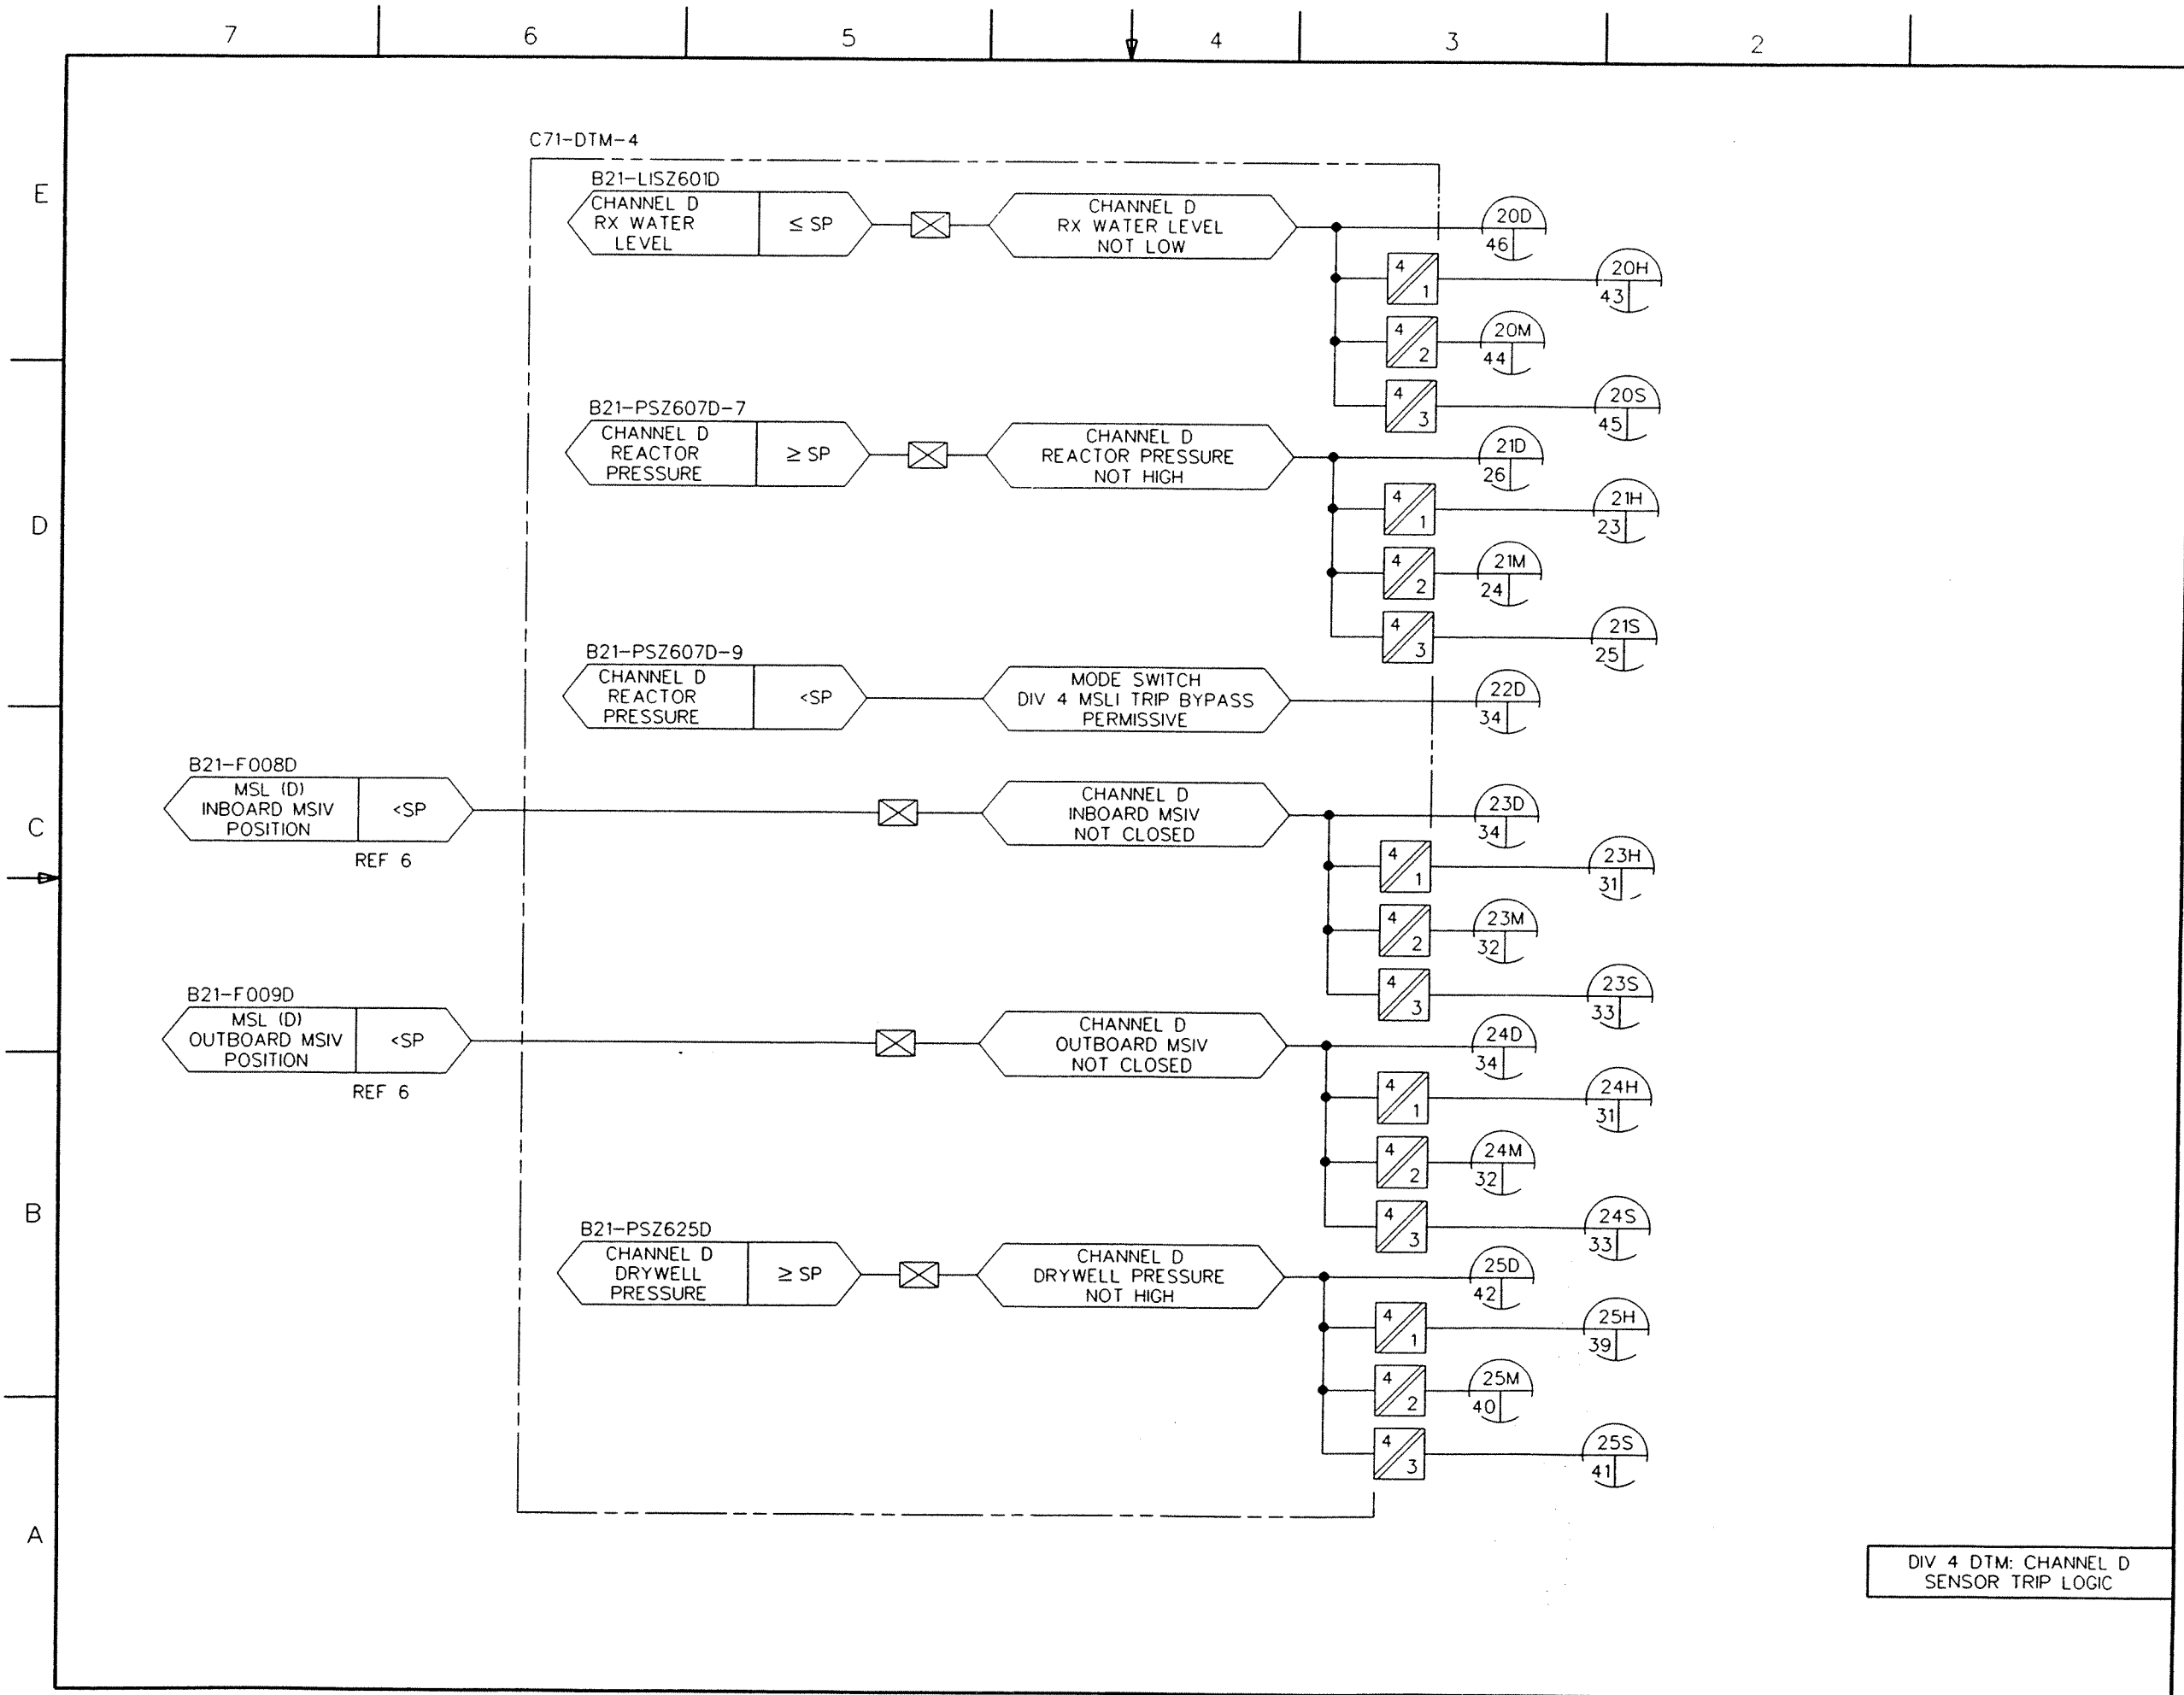 7 6 5 4 3 2
C71-DTM-4
E
B21-LISZ601D
CHANNEL D
RX WATER
LEVEL
≤ SP
CHANNEL D
RX WATER LEVEL
NOT LOW
20D
46
4
1
20H
43
4
2
20M
44
4
3
20S
45
D
B21-PSZ607D-7
CHANNEL D
REACTOR
PRESSURE
≥ SP
CHANNEL D
REACTOR PRESSURE
NOT HIGH
21D
26
4
1
21H
23
4
2
21M
24
4
3
21S
25
B21-PSZ607D-9
CHANNEL D
REACTOR
PRESSURE
<SP
MODE SWITCH
DIV 4 MSLI TRIP BYPASS
PERMISSIVE
22D
34
C
B21-F008D
MSL (D)
INBOARD MSIV
POSITION
<SP
REF 6
CHANNEL D
INBOARD MSIV
NOT CLOSED
23D
34
4
1
23H
31
4
2
23M
32
4
3
23S
33
B21-F009D
MSL (D)
OUTBOARD MSIV
POSITION
<SP
REF 6
CHANNEL D
OUTBOARD MSIV
NOT CLOSED
24D
34
4
1
24H
31
4
2
24M
32
4
3
24S
33
B
B21-PSZ625D
CHANNEL D
DRYWELL
PRESSURE
≥ SP
CHANNEL D
DRYWELL PRESSURE
NOT HIGH
25D
42
4
1
25H
39
4
2
25M
40
4
3
25S
41
A
DIV 4 DTM: CHANNEL D
SENSOR TRIP LOGIC